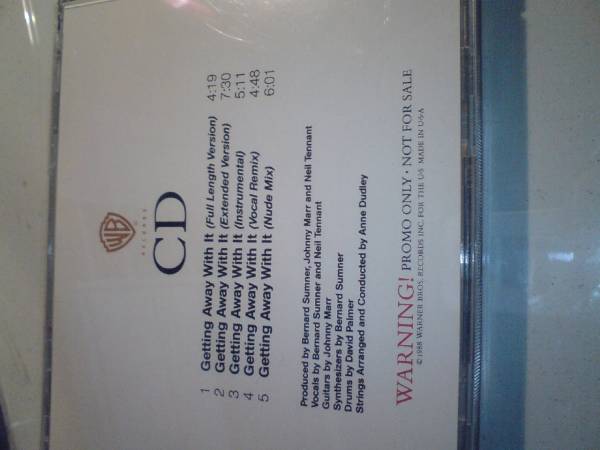 WB
RECORDS
CD
1 Getting Away With It (Full Length Version) 4:19
2 Getting Away With It (Extended Version) 7:30
3 Getting Away With It (Instrumental) 5:11
4 Getting Away With It (Vocal Remix) 4:48
5 Getting Away With It (Nude Mix) 6:01
Produced by Bernard Sumner, Johnny Marr and Neil Tennant
Vocals by Bernard Sumner and Neil Tennant
Guitars by Johnny Marr
Synthesizers by Bernard Sumner
Drums by David Palmer
Strings Arranged and Conducted by Anne Dudley
WARNING! PROMO ONLY · NOT FOR SALE
© 1988 WARNER BROS. RECORDS INC. FOR THE US MADE IN USA